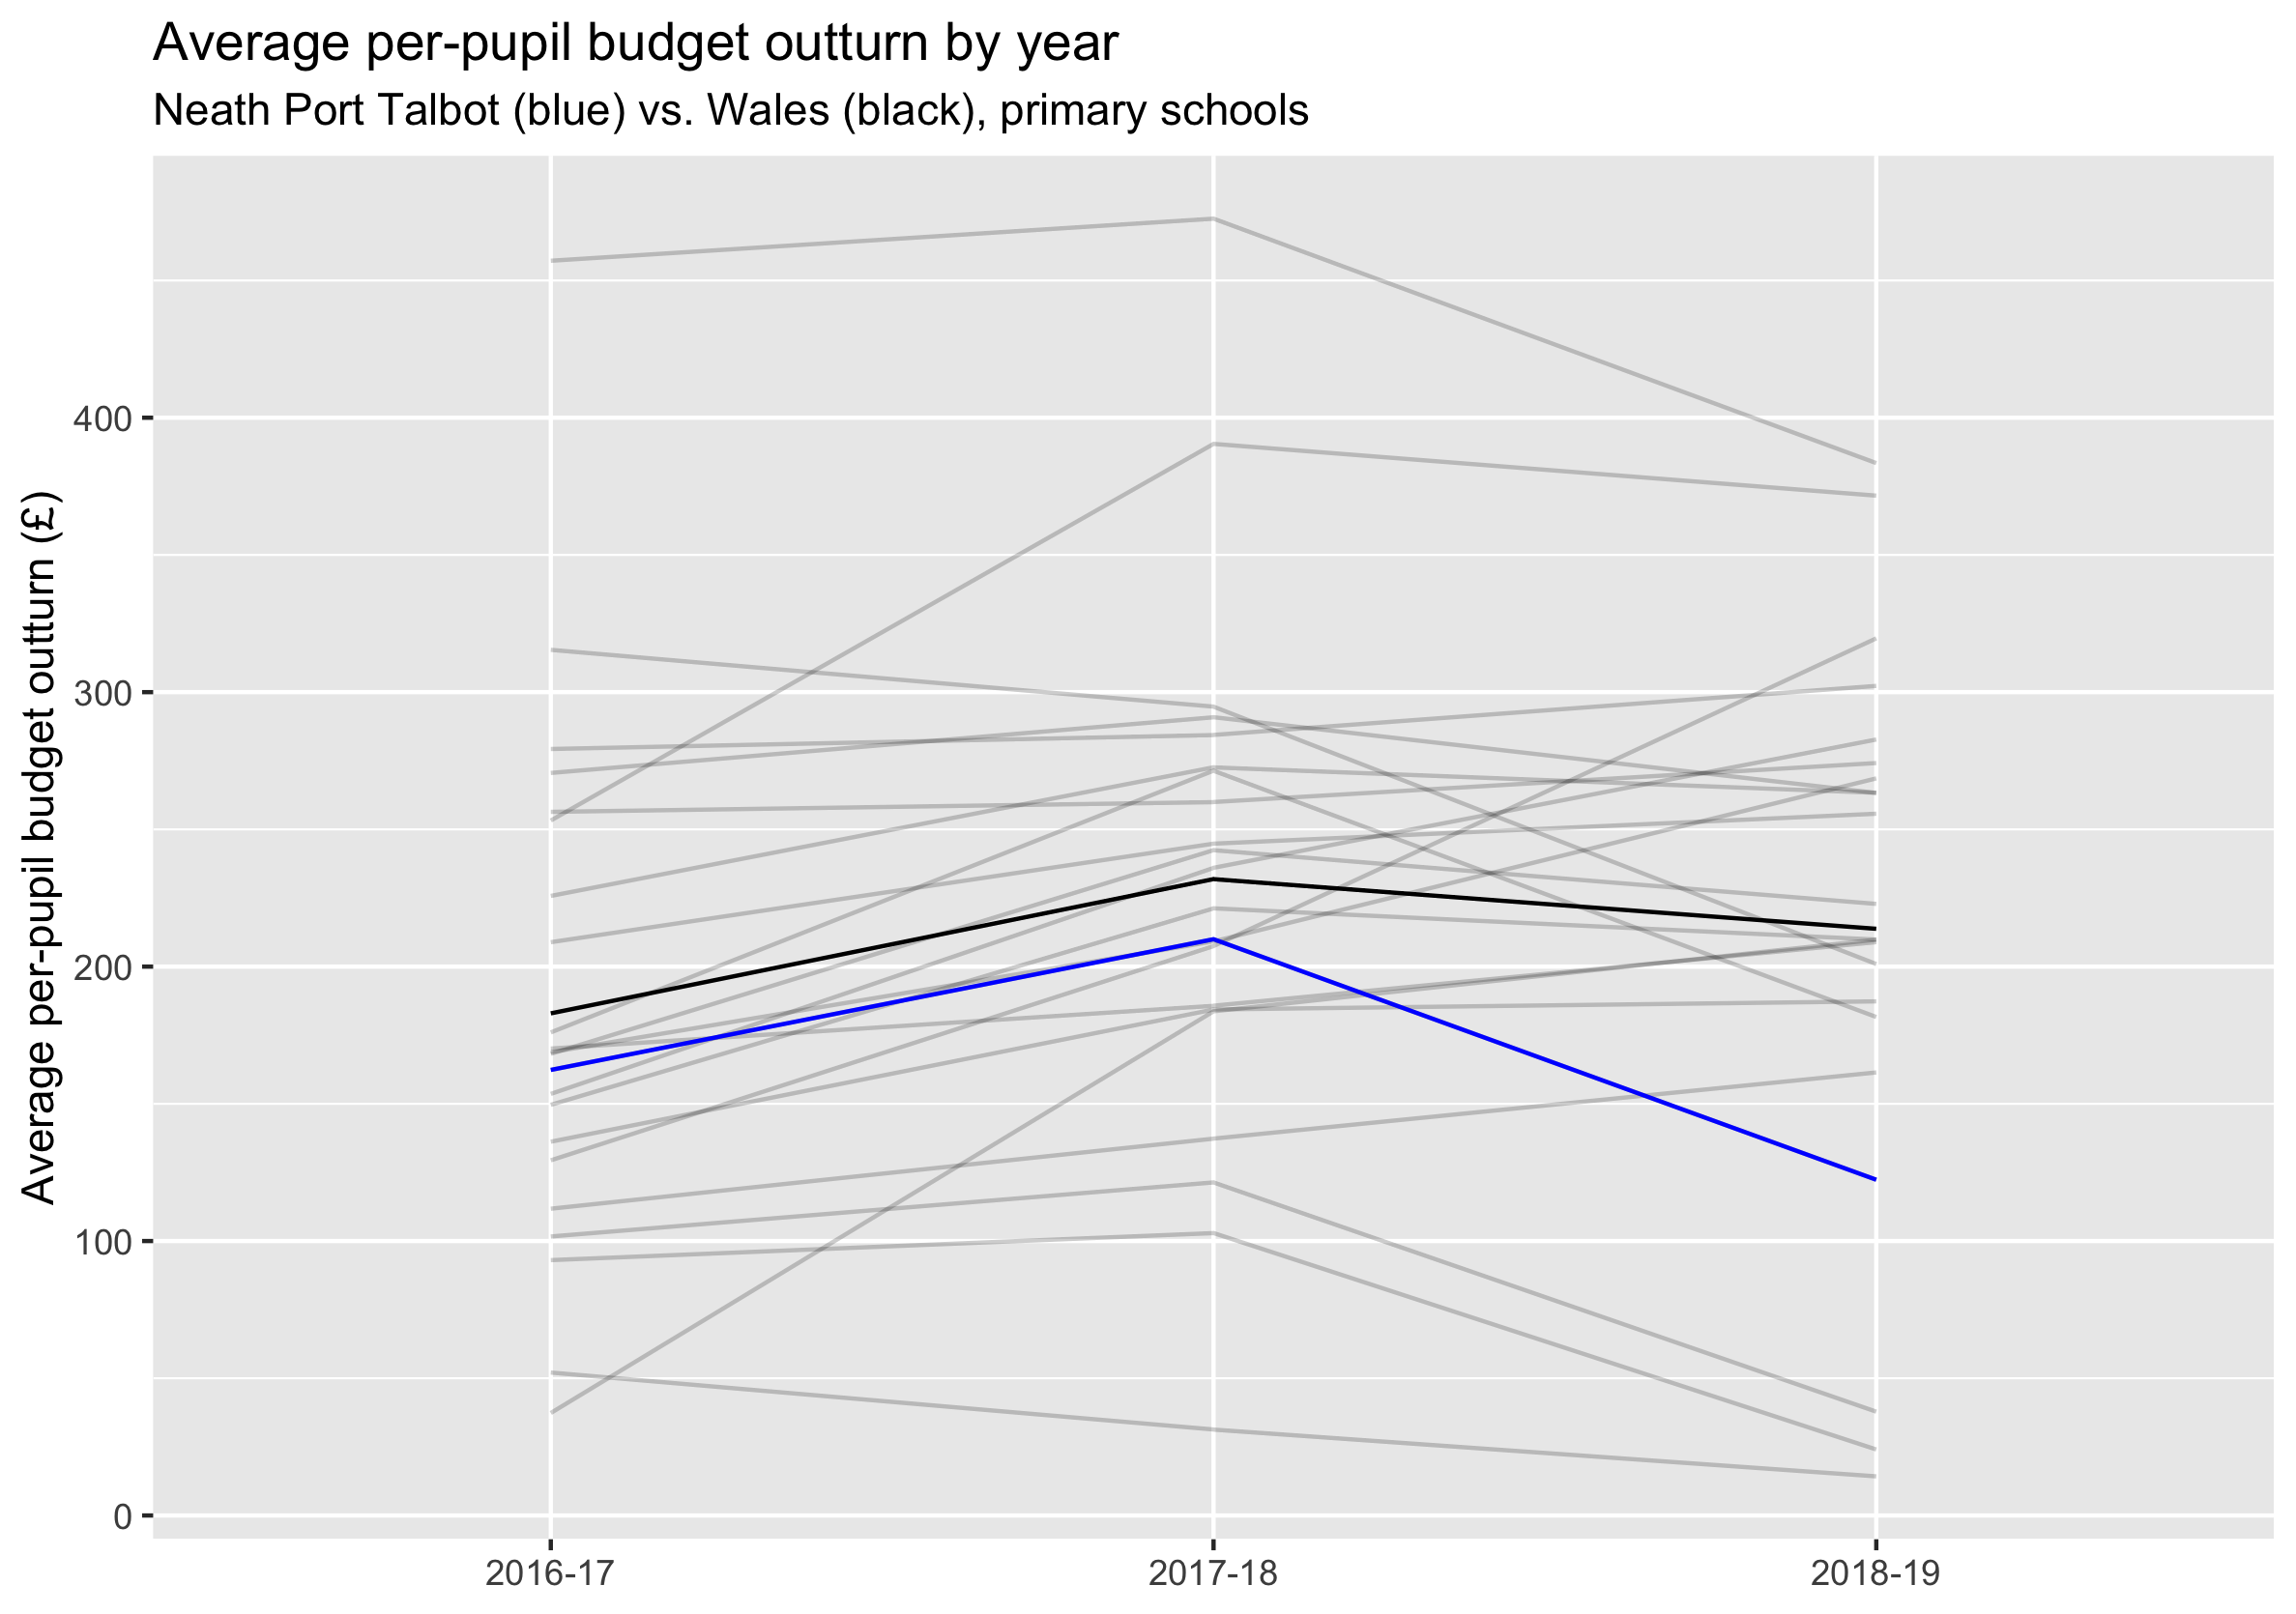 Average per-pupil budget outturn by year
Neath Port Talbot (blue) vs. Wales (black), primary schools
Average per-pupil budget outturn (£)
400
300
200
100
0
2016-17
2017-18
2018-19